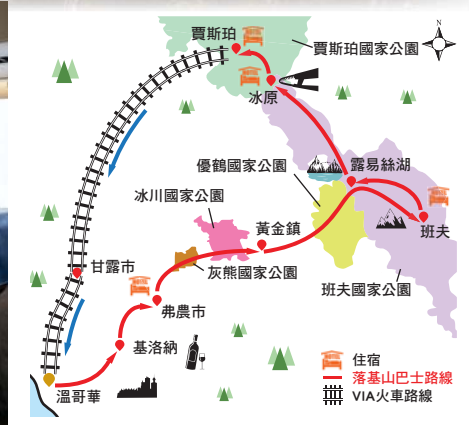 N
賈斯珀
賈斯珀國家公園
冰原
優鶴國家公園
露易絲湖
冰川國家公園
黃金鎮
班夫
甘露市
灰熊國家公園
班夫國家公園
弗農市
基洛納
溫哥華
住宿
落基山巴士路線
VIA火車路線